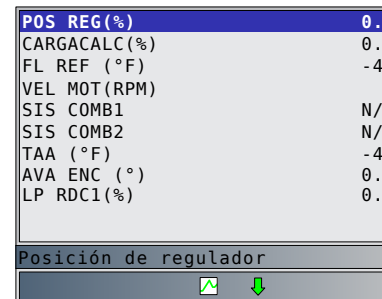 POS REG(%) 0.
CARGACALC(%) 0.
FL REF (°F) -4
VEL MOT(RPM)
SIS COMB1 N/
SIS COMB2 N/
TAA (°F) -4
AVA ENC (°) 0.
LP RDC1(%) 0.
Posición de regulador